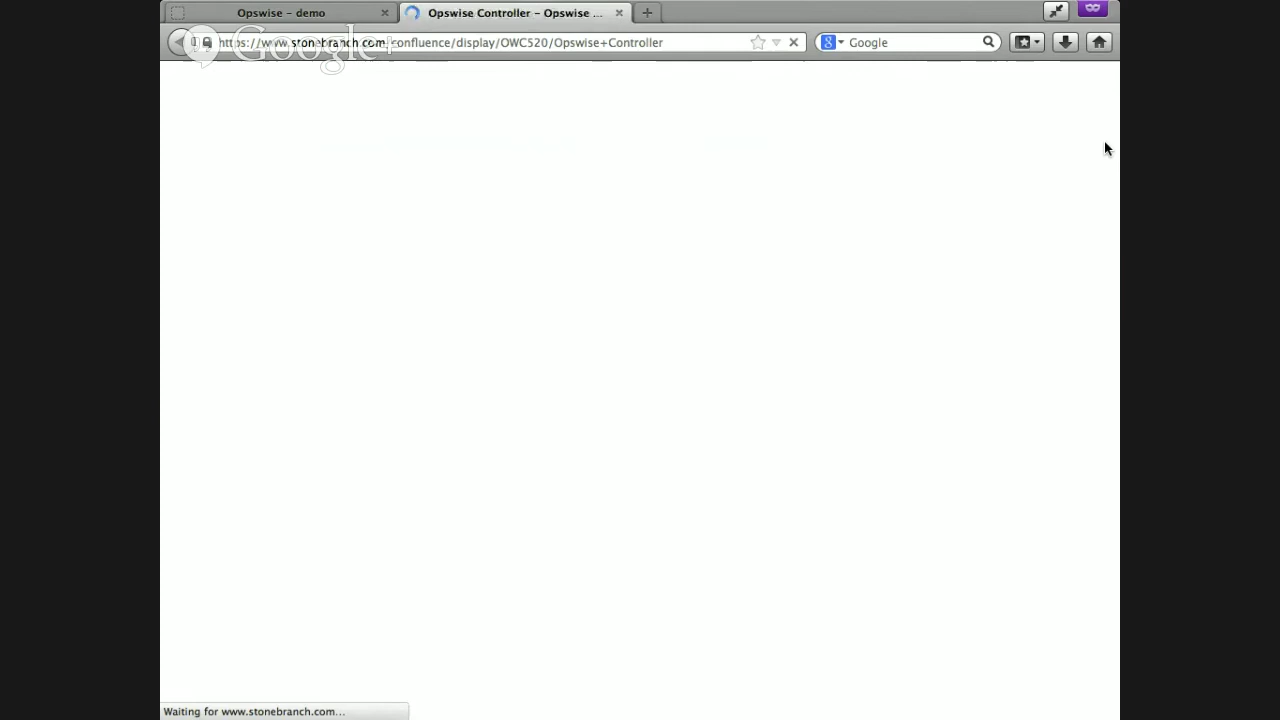 Opswise – demo
Opswise Controller – Opswise ...
https://www.stonebranch.com/confluence/display/OWC520/Opswise+Controller
Google
Google+
Waiting for www.stonebranch.com...